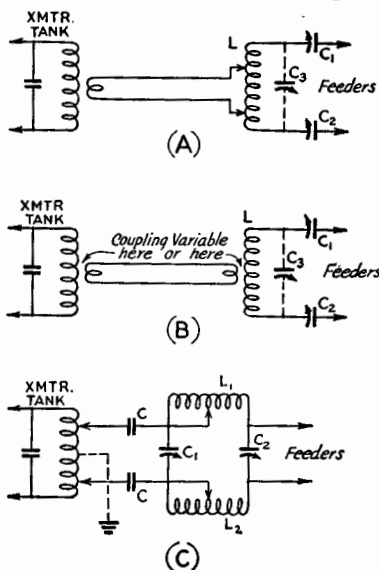 XMTR.
TANK
L
C1
C3
Feeders
C2
(A)
XMTR.
TANK
Coupling Variable
here or here
L
C1
C3
Feeders
C2
(B)
XMTR.
TANK
L1
C
C1
C2
Feeders
C
L2
(C)